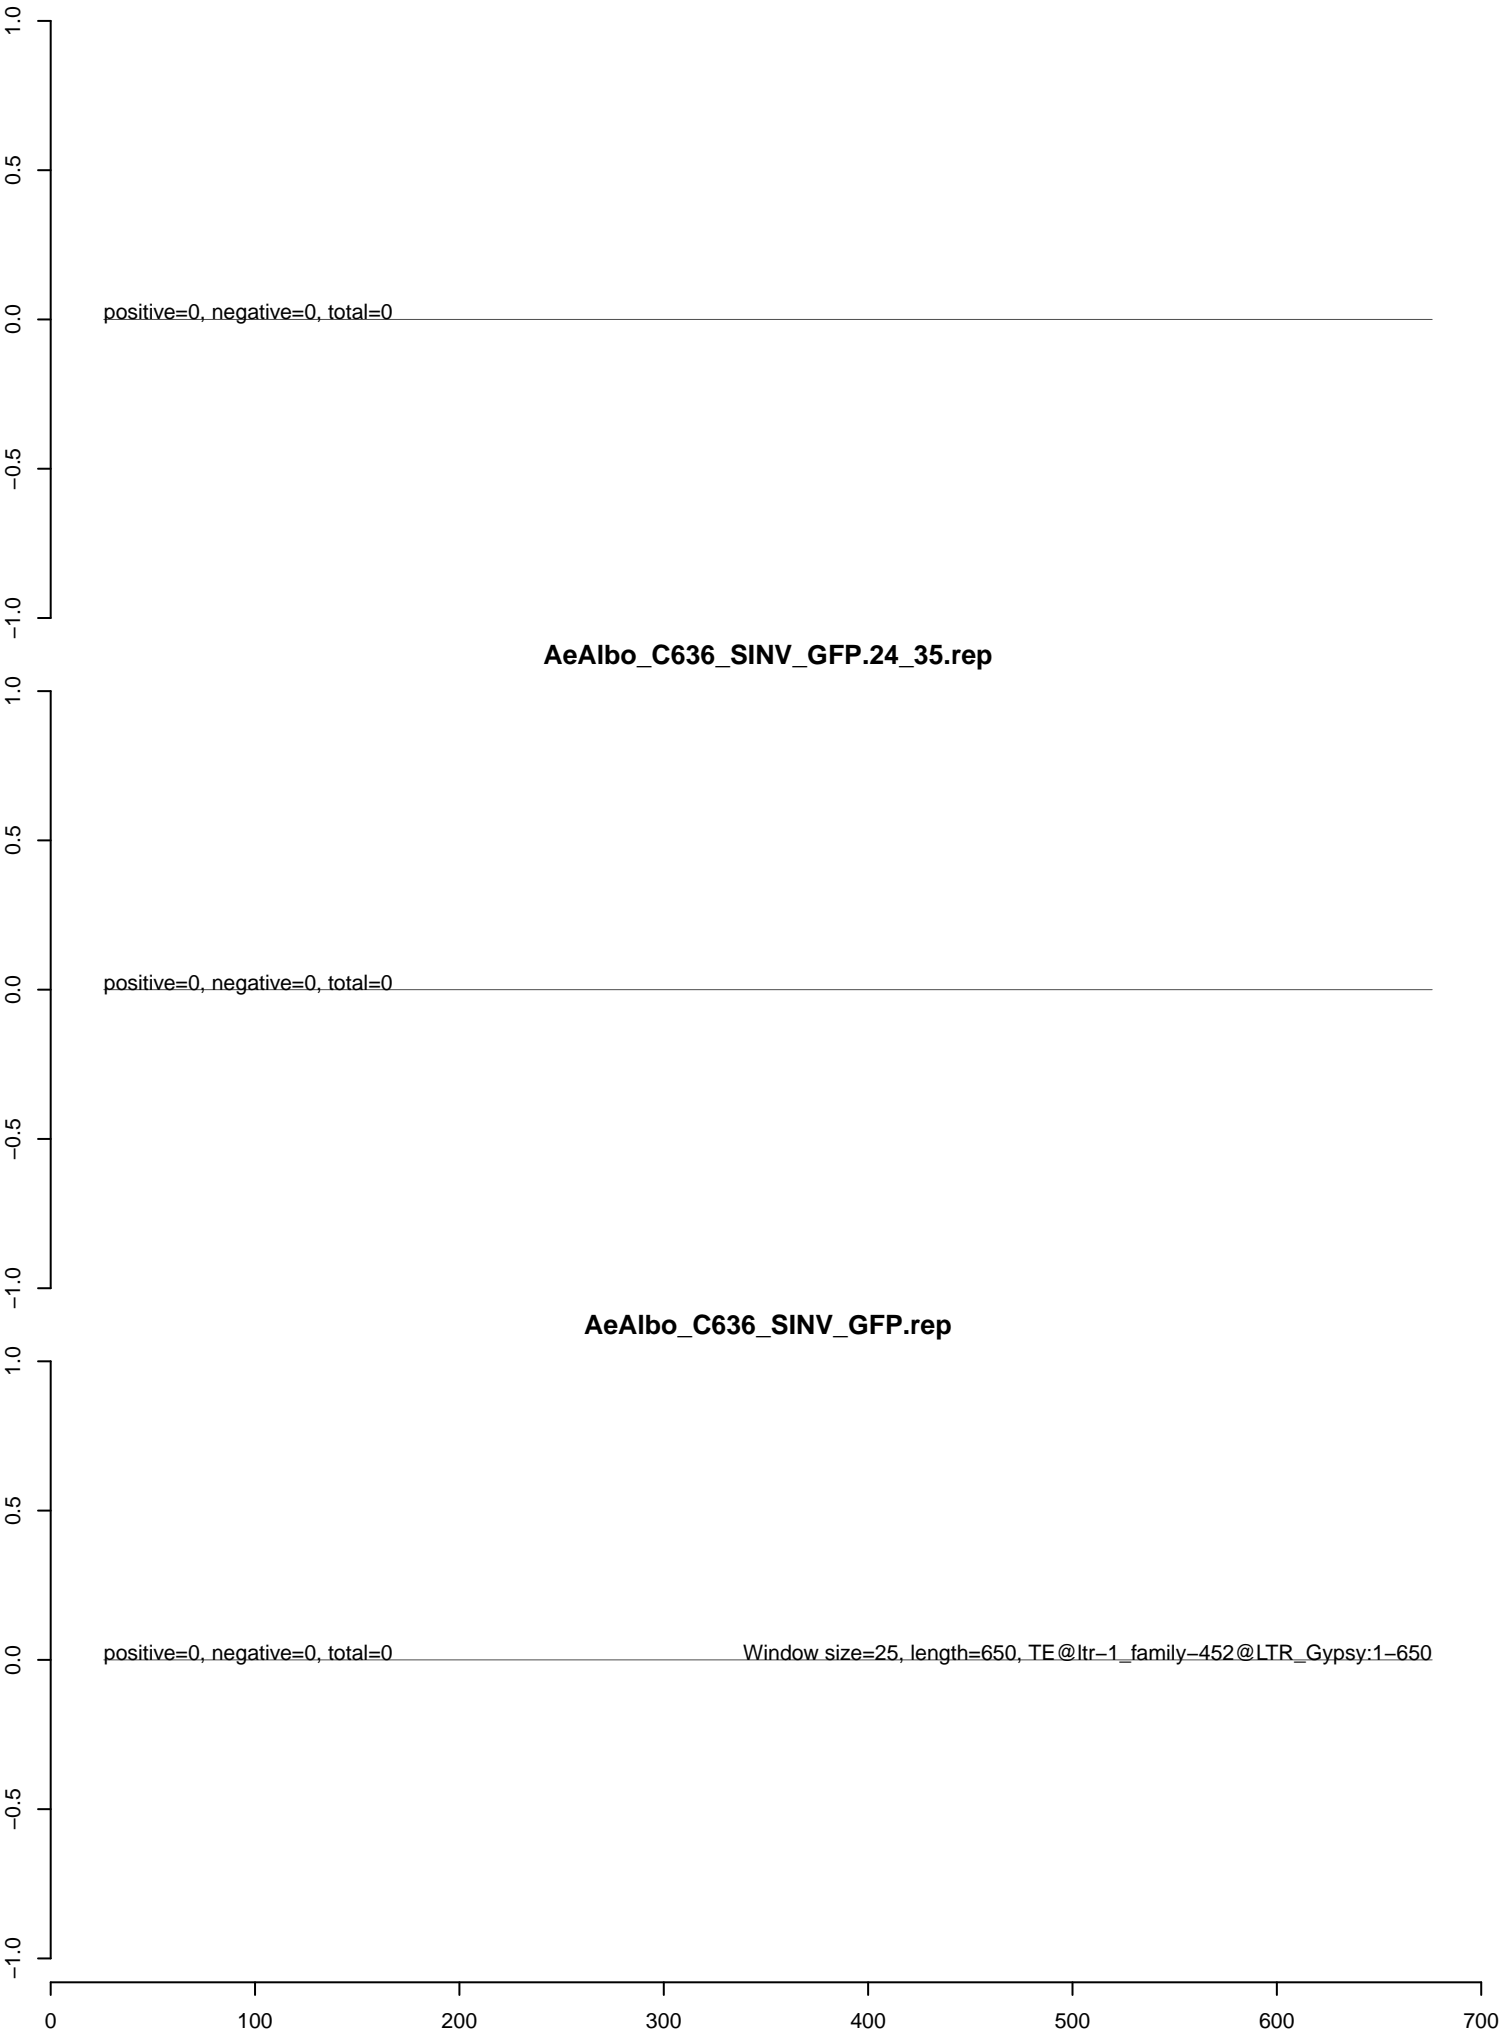 1.0
0.5
0.0
−0.5
−1.0
positive=0, negative=0, total=0
AeAlbo_C636_SINV_GFP.24_35.rep
1.0
0.5
0.0
−0.5
−1.0
positive=0, negative=0, total=0
AeAlbo_C636_SINV_GFP.rep
1.0
0.5
0.0
−0.5
−1.0
positive=0, negative=0, total=0
Window size=25, length=650, TE@ltr−1_family−452@LTR_Gypsy:1−650
0 100 200 300 400 500 600 700